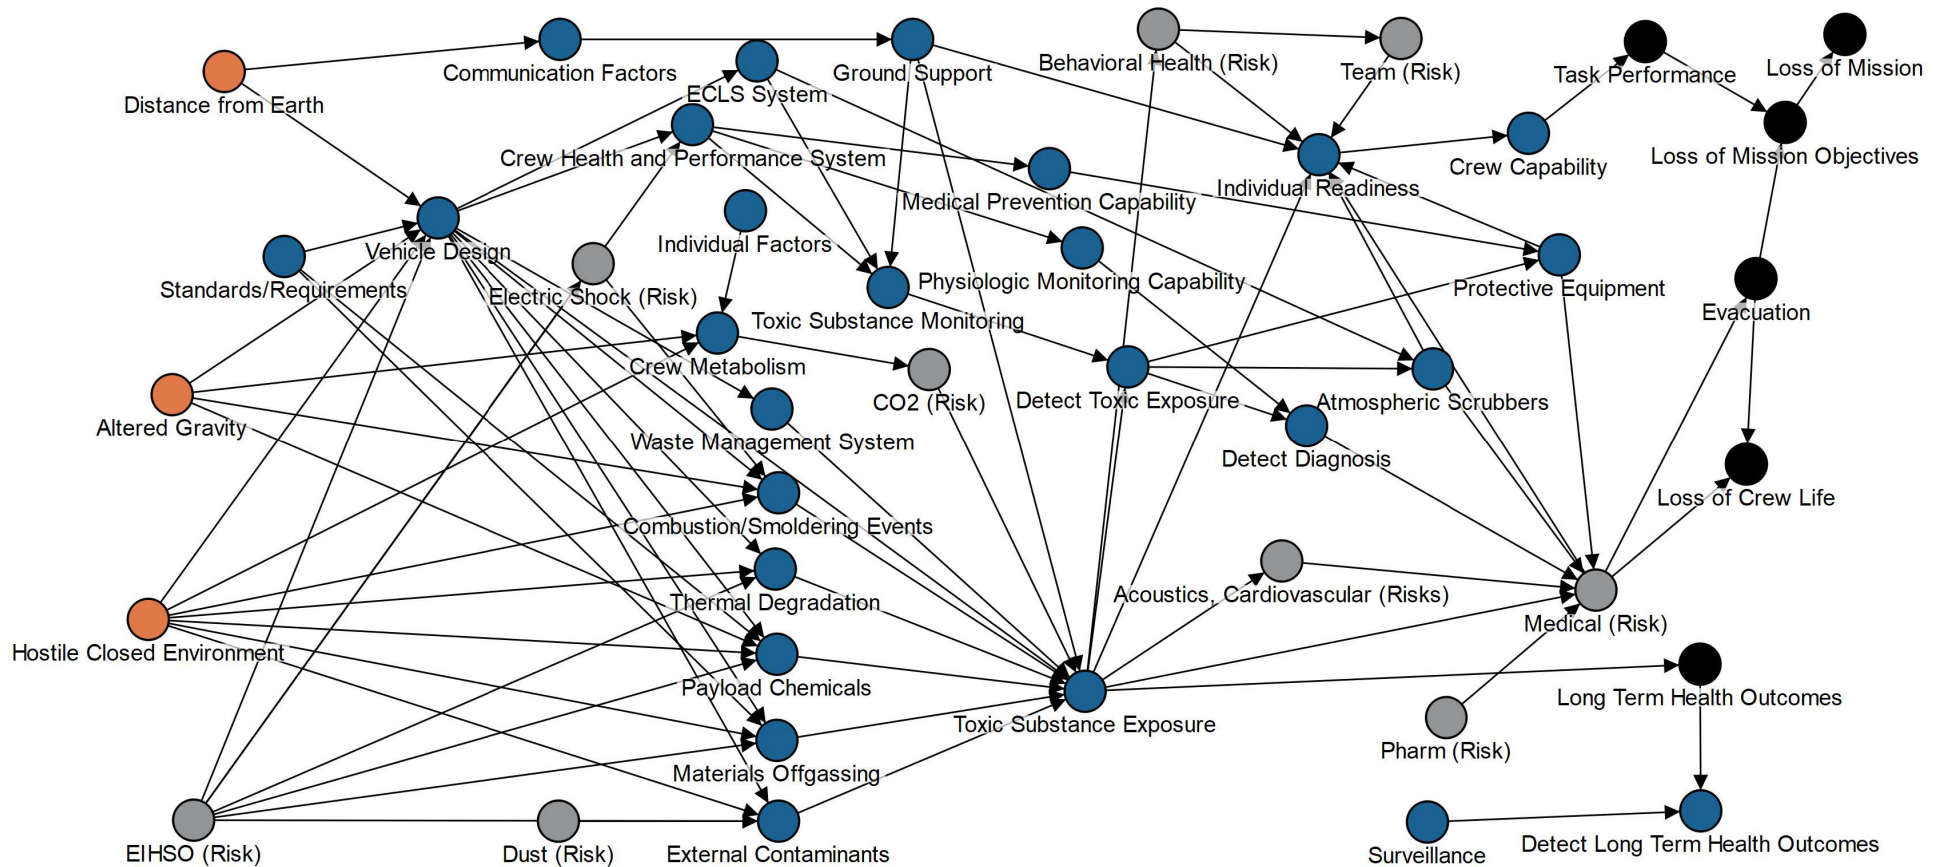 Behavioral Health (Risk)
Communication Factors
Ground Support
Team (Risk)
Task Performance
Loss of Mission
Distance from Earth
ECLS System
Crew Health and Performance System
Loss of Mission Objectives
Crew Capability
Individual Readiness
Medical Prevention Capability
Individual Factors
Vehicle Design
Standards/Requirements
Electric Shock (Risk)
Physiologic Monitoring Capability
Protective Equipment
Toxic Substance Monitoring
Evacuation
Crew Metabolism
CO2 (Risk)
Detect Toxic Exposure
Atmospheric Scrubbers
Altered Gravity
Waste Management System
Detect Diagnosis
Loss of Crew Life
Combustion/Smoldering Events
Thermal Degradation
Acoustics, Cardiovascular (Risks)
Medical (Risk)
Hostile Closed Environment
Payload Chemicals
Toxic Substance Exposure
Long Term Health Outcomes
Pharm (Risk)
Materials Offgassing
EIHSO (Risk)
Dust (Risk)
External Contaminants
Surveillance
Detect Long Term Health Outcomes